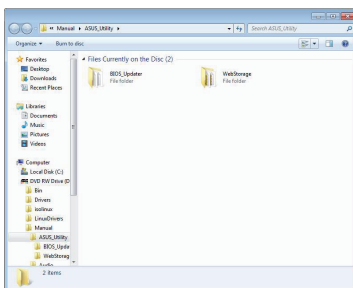 « Manual ▸ ASUS_Utility ▸
Search ASUS_Utility
Organize ▾ Burn to disc
Favorites
Desktop
Downloads
Recent Places
Libraries
Documents
Music
Pictures
Videos
Computer
Local Disk (C:)
DVD RW Drive (D
Bin
Drivers
isolinux
LinuxDrivers
Manual
ASUS_Utility
BIOS_Upda
WebStorag
Audio
Files Currently on the Disc (2)
BIOS_Updater
File folder
WebStorage
File folder
2 items